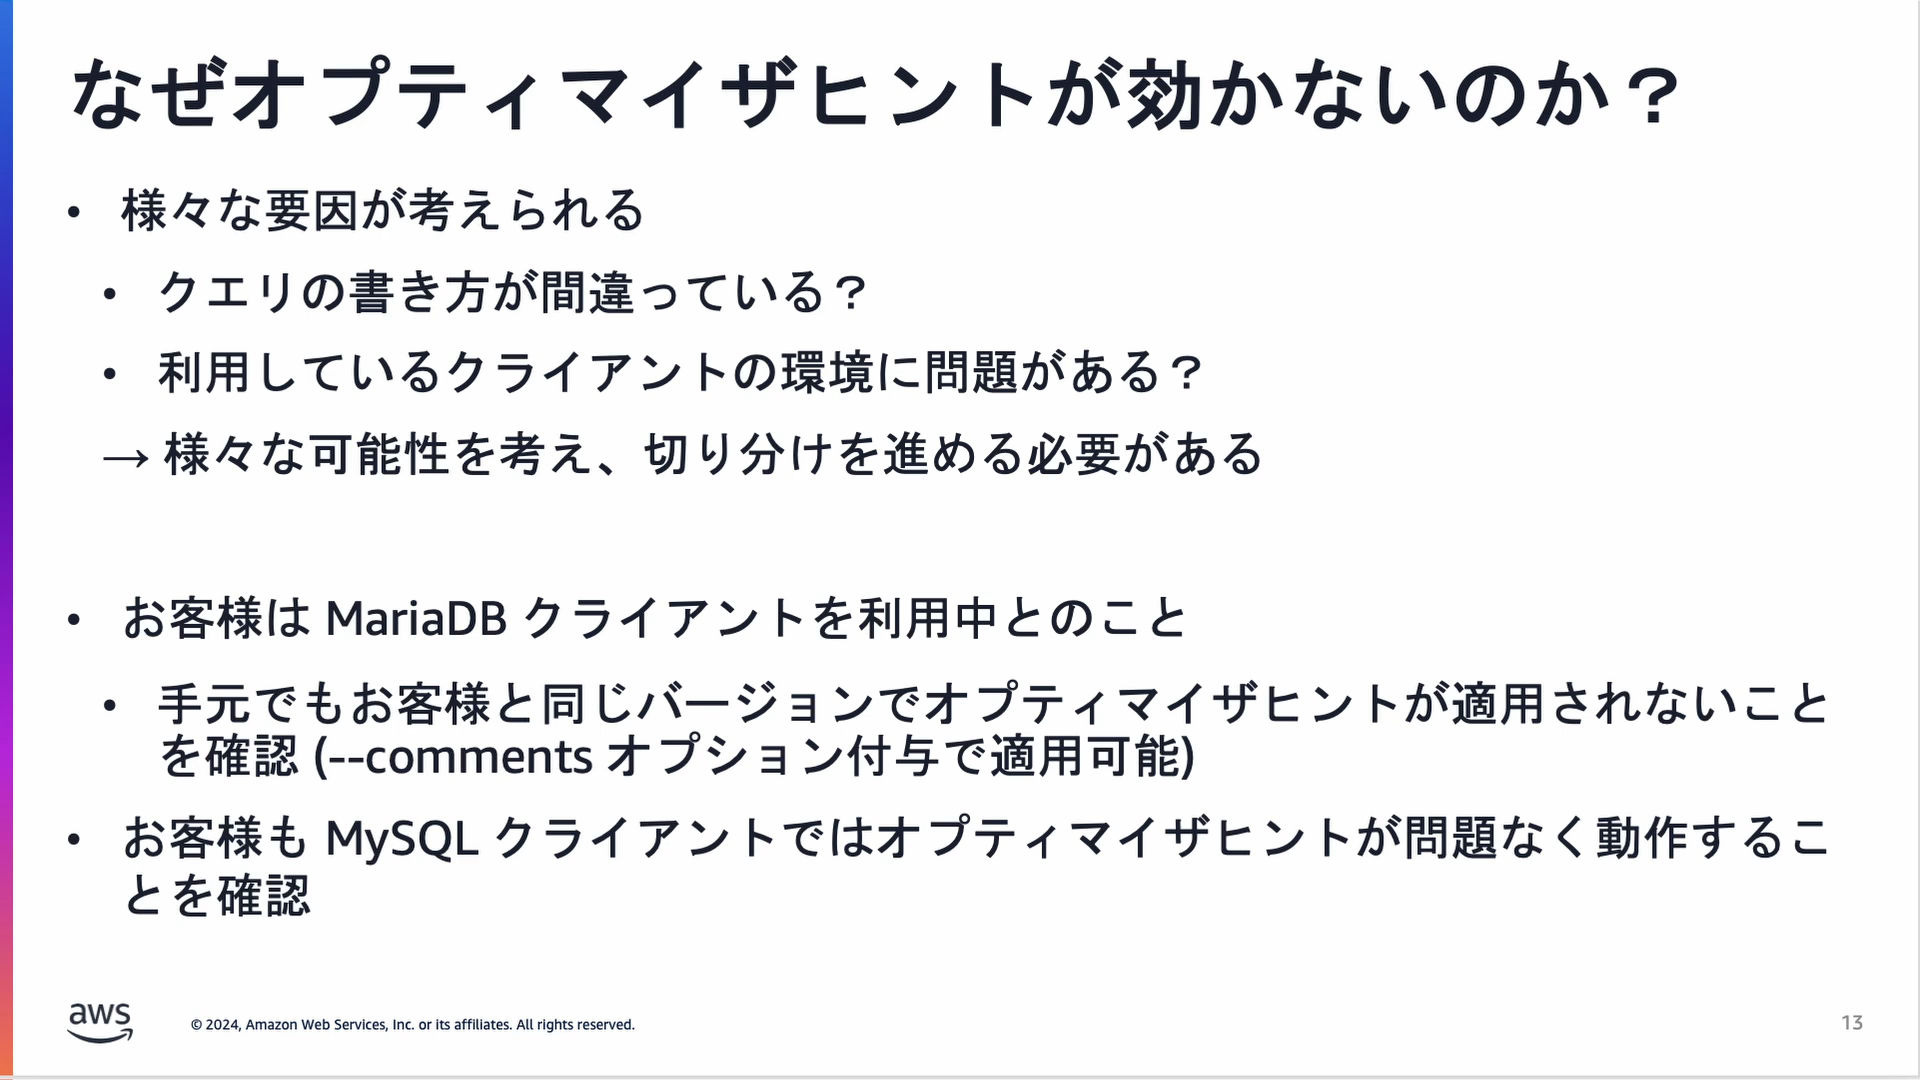 なぜオプティマイザヒントが効かないのか？
• 様々な要因が考えられる
• クエリの書き方が間違っている？
• 利用しているクライアントの環境に問題がある？
→ 様々な可能性を考え、切り分けを進める必要がある
• お客様は MariaDB クライアントを利用中とのこと
• 手元でもお客様と同じバージョンでオプティマイザヒントが適用されないこと
を確認 (--comments オプション付与で適用可能)
• お客様も MySQL クライアントではオプティマイザヒントが問題なく動作するこ
とを確認
aws
© 2024, Amazon Web Services, Inc. or its affiliates. All rights reserved.
13